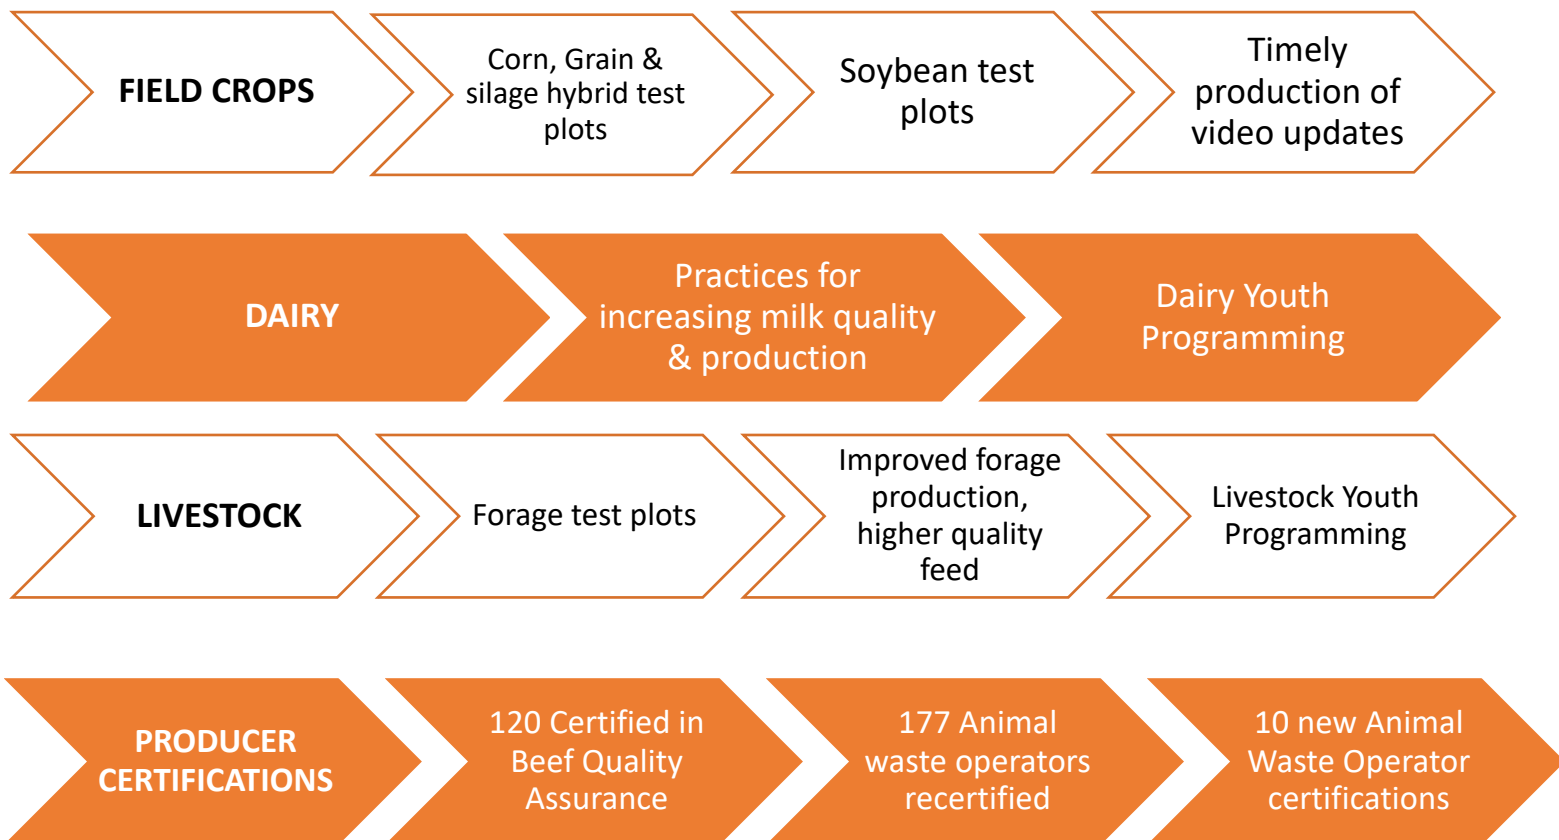 FIELD CROPS
Corn, Grain &
silage hybrid test
plots
Soybean test
plots
Timely
production of
video updates
DAIRY
Practices for
increasing milk quality
& production
Dairy Youth
Programming
LIVESTOCK
Forage test plots
Improved forage
production,
higher quality
feed
Livestock Youth
Programming
PRODUCER
CERTIFICATIONS
120 Certified in
Beef Quality
Assurance
177 Animal
waste operators
recertified
10 new Animal
Waste Operator
certifications